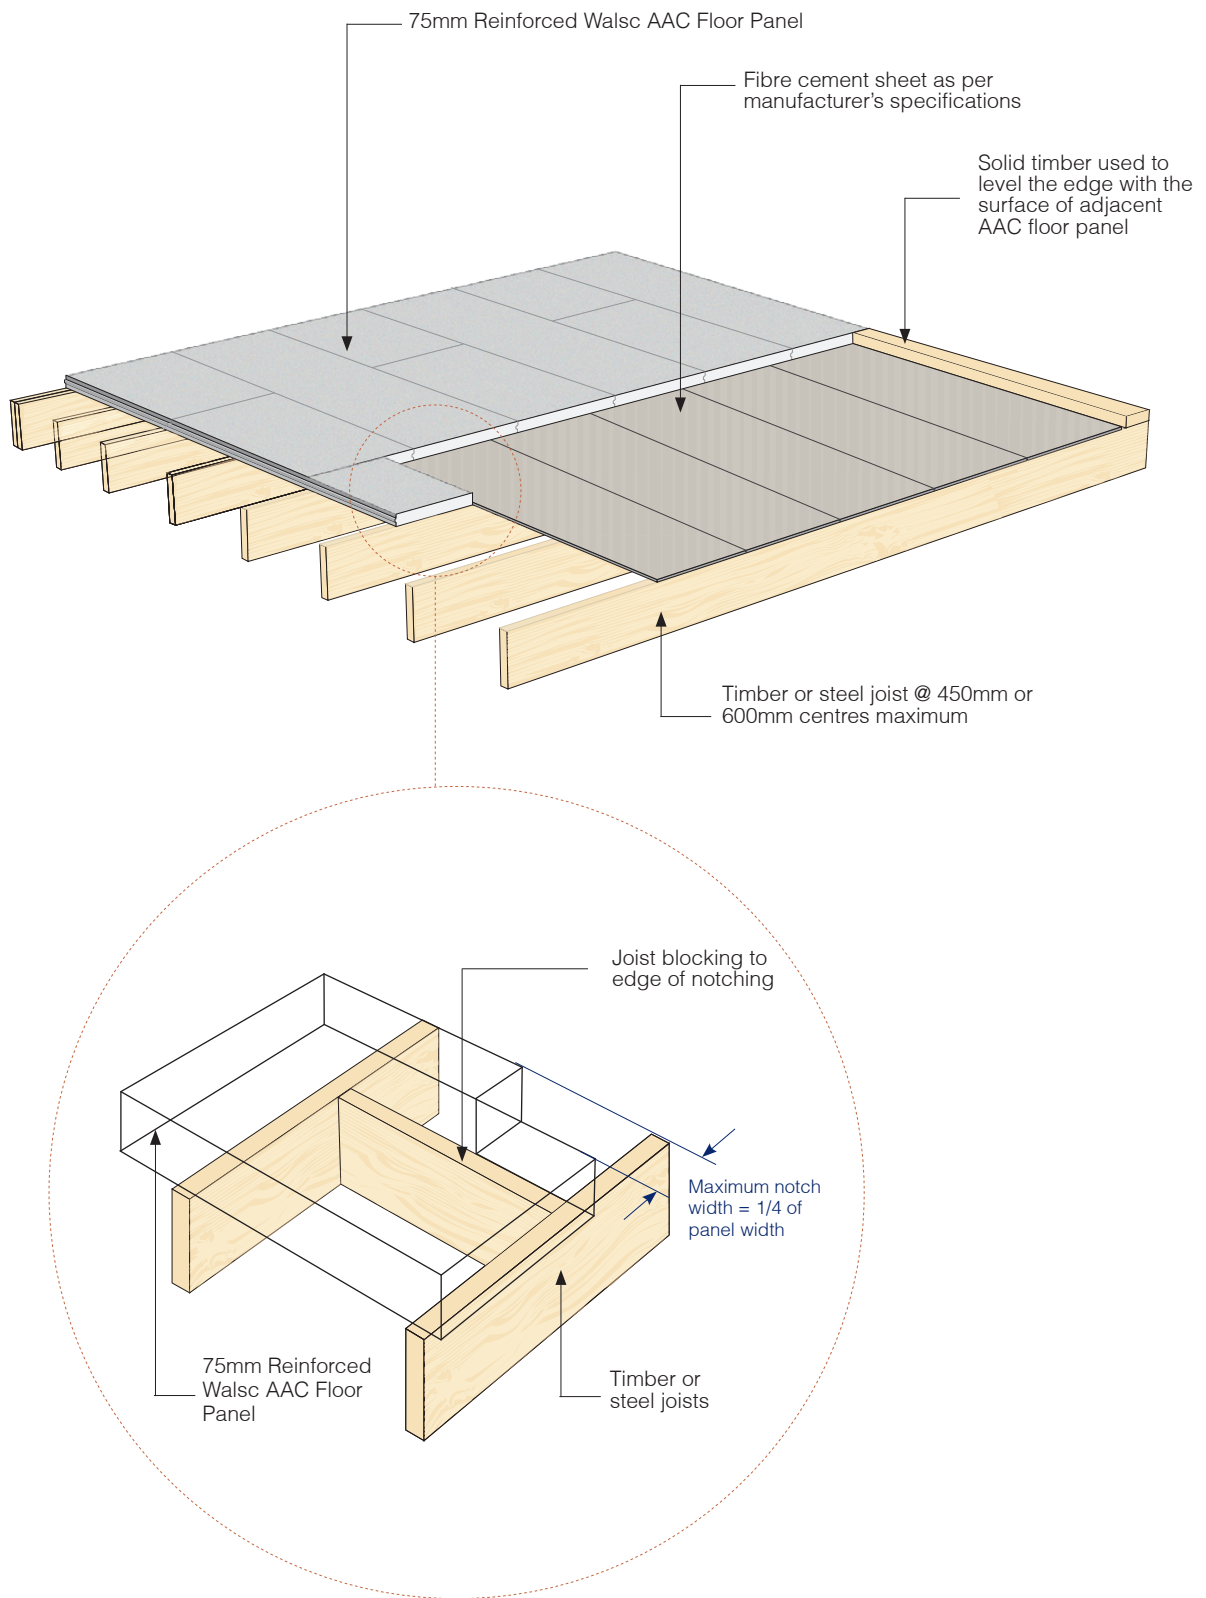 75mm Reinforced Walsc AAC Floor Panel
Fibre cement sheet as per
manufacturer's specifications
Solid timber used to
level the edge with the
surface of adjacent
AAC floor panel
Timber or steel joist @ 450mm or
600mm centres maximum
Joist blocking to
edge of notching
Maximum notch
width = 1/4 of
panel width
75mm Reinforced
Walsc AAC Floor
Panel
Timber or
steel joists